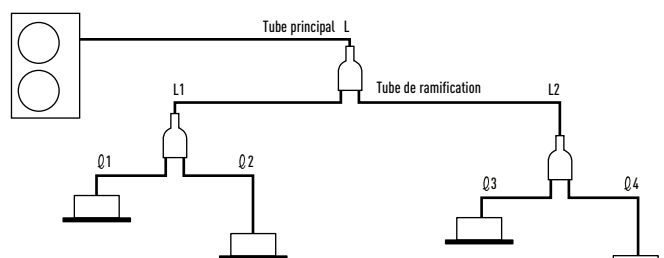 Tube principal L
L1
Tube de ramification
L2
ℓ1
ℓ2
ℓ3
ℓ4